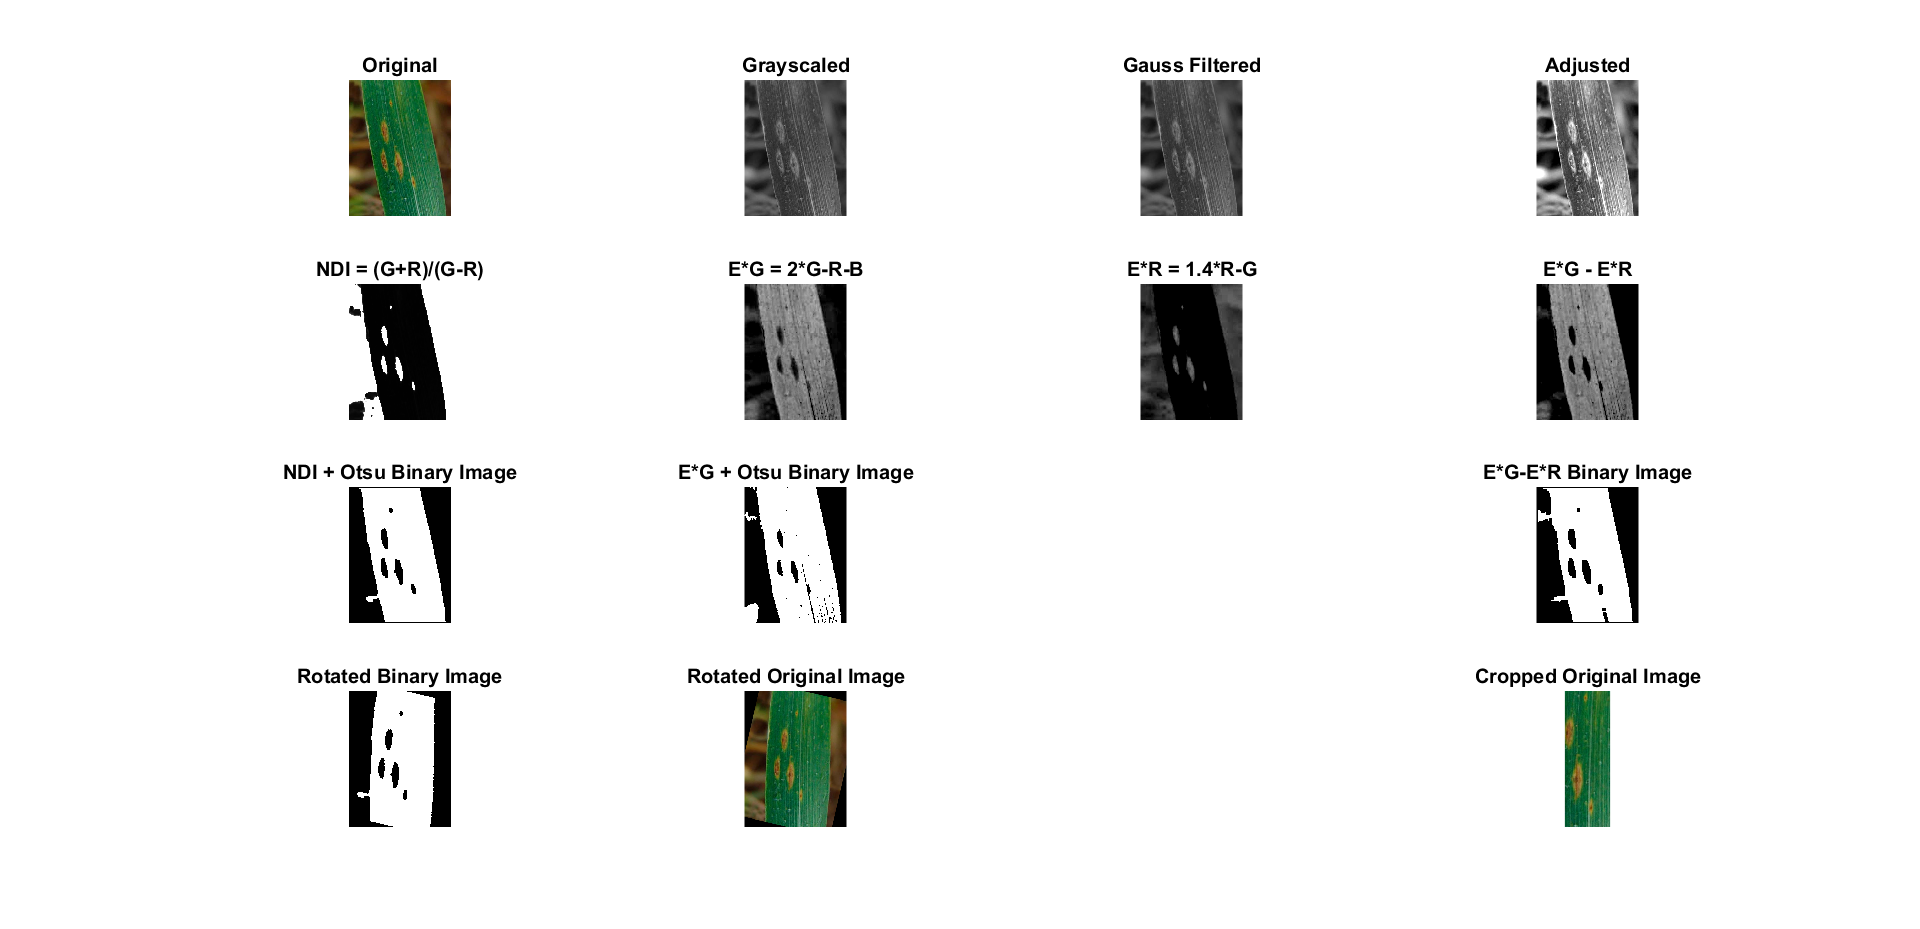 Original
Grayscaled
Gauss Filtered
Adjusted
NDI = (G+R)/(G-R)
E*G = 2*G-R-B
E*R = 1.4*R-G
E*G - E*R
NDI + Otsu Binary Image
E*G + Otsu Binary Image
E*G-E*R Binary Image
Rotated Binary Image
Rotated Original Image
Cropped Original Image